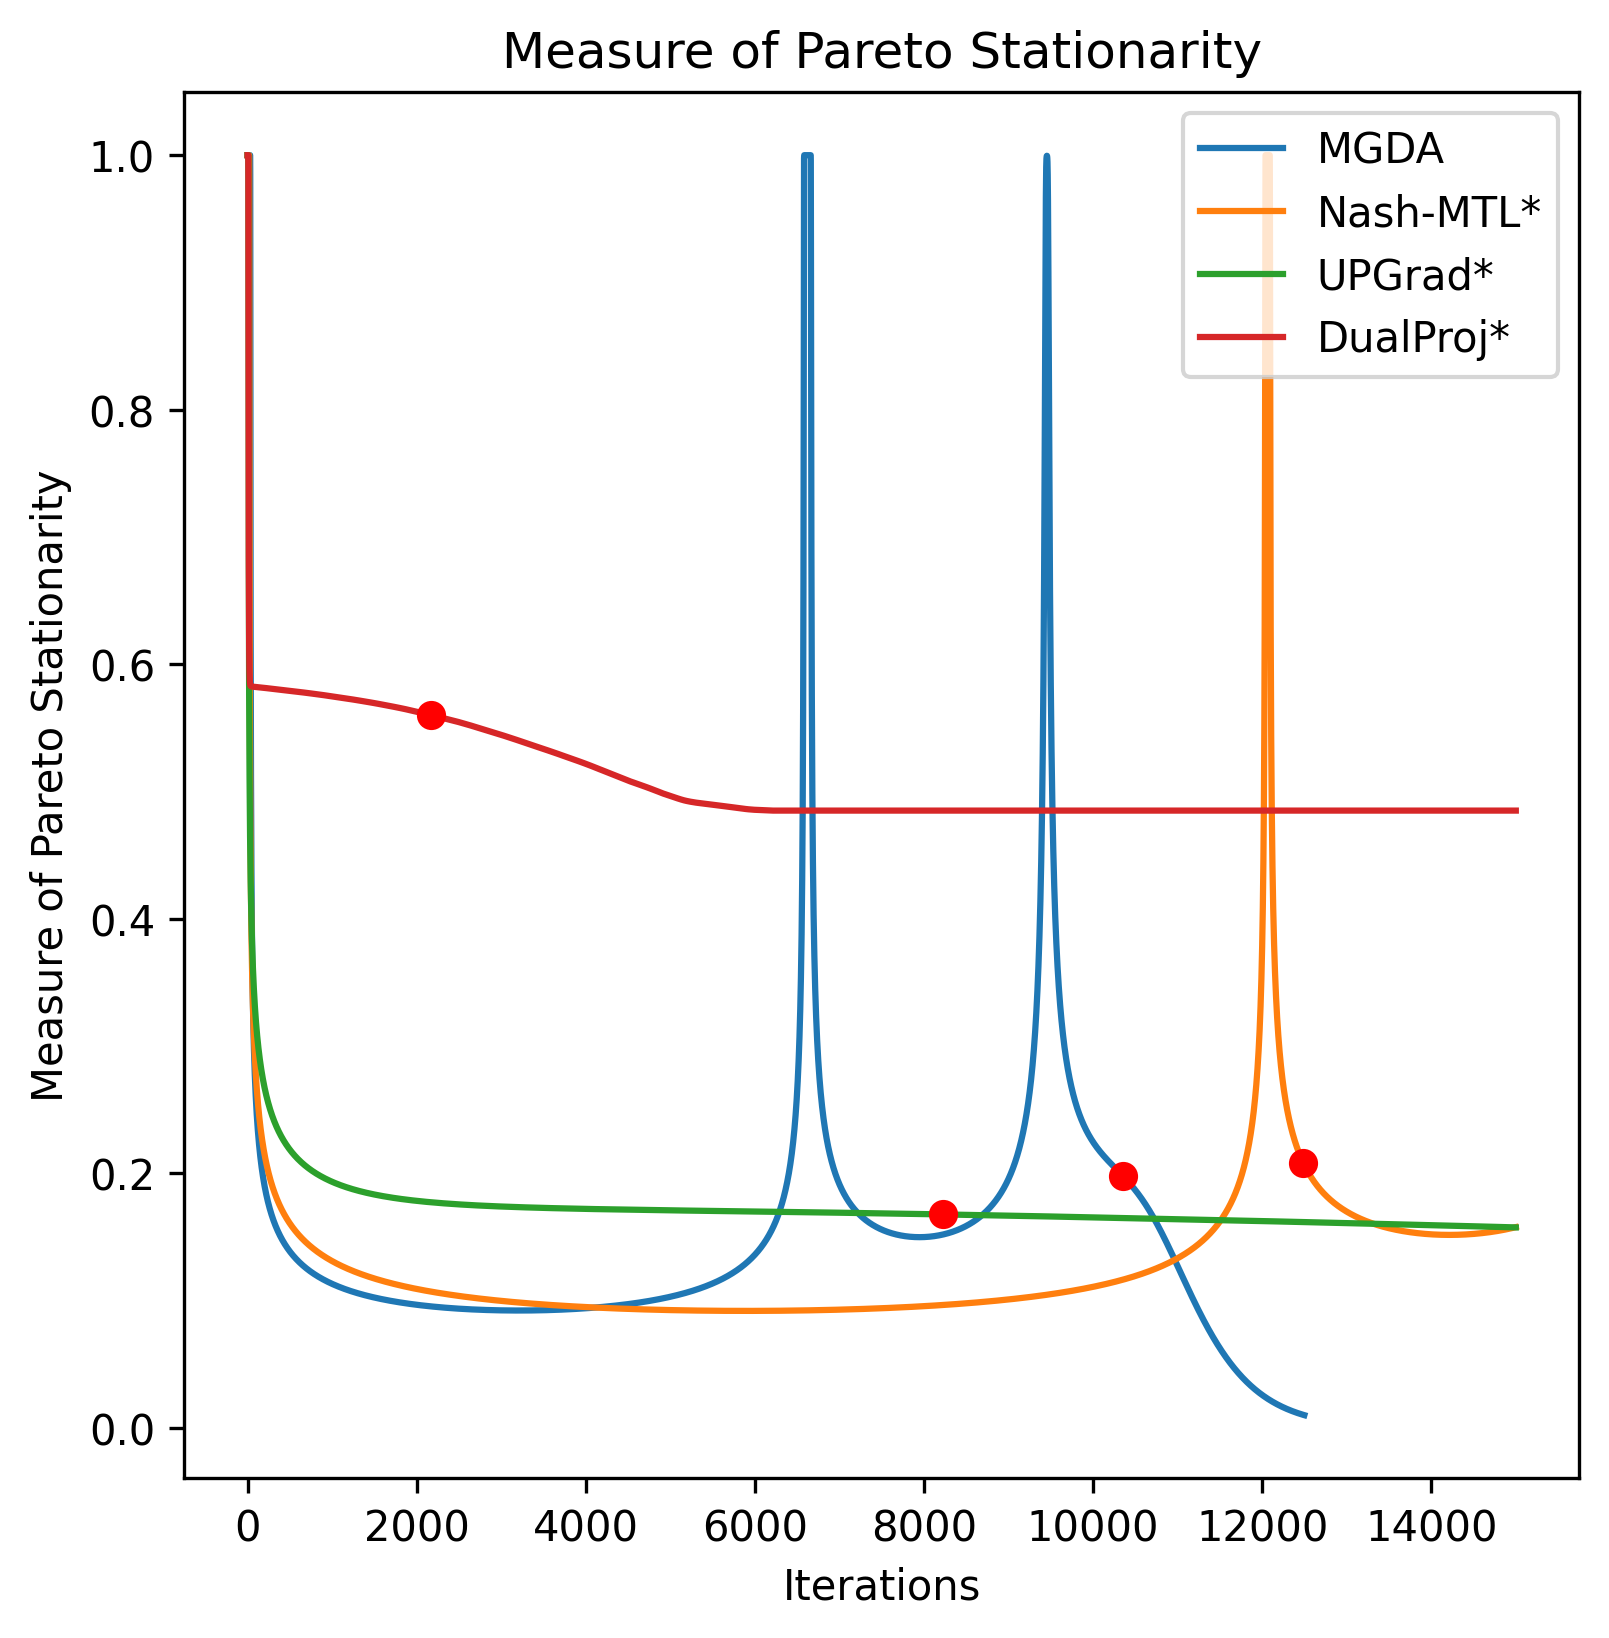 Measure of Pareto Stationarity
MGDA
Nash-MTL*
UPGrad*
DualProj*
Measure of Pareto Stationarity
1.0
0.8
0.6
0.4
0.2
0.0
0 2000 4000 6000 8000 10000 12000 14000
Iterations